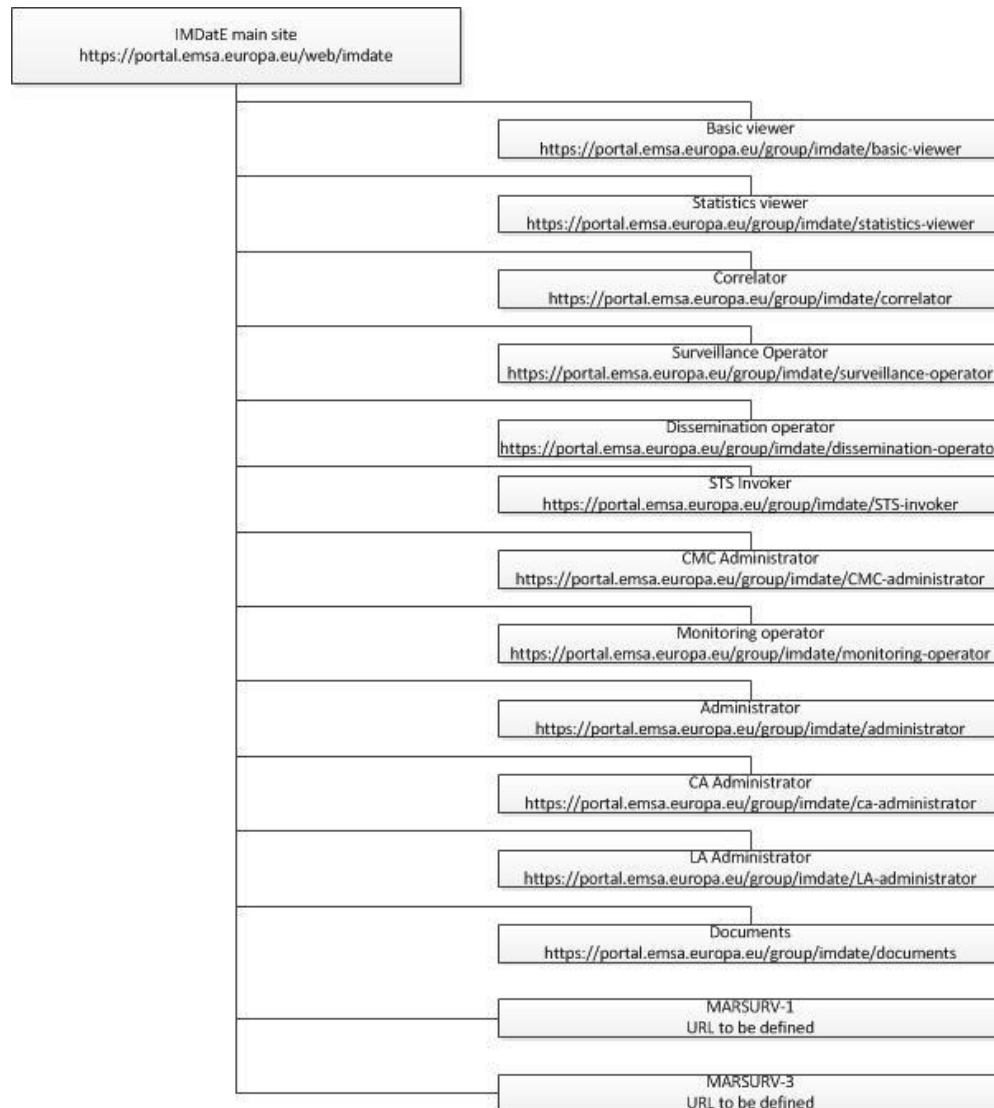 IMDatE main site
https://portal.emsa.europa.eu/web/imdate
Basic viewer
https://portal.emsa.europa.eu/group/imdate/basic-viewer
Statistics viewer
https://portal.emsa.europa.eu/group/imdate/statistics-viewer
Correlator
https://portal.emsa.europa.eu/group/imdate/correlator
Surveillance Operator
https://portal.emsa.europa.eu/group/imdate/surveillance-operator
Dissemination operator
https://portal.emsa.europa.eu/group/imdate/dissemination-operato
STS Invoker
https://portal.emsa.europa.eu/group/imdate/STS-invoker
CMC Administrator
https://portal.emsa.europa.eu/group/imdate/CMC-administrator
Monitoring operator
https://portal.emsa.europa.eu/group/imdate/monitoring-operator
Administrator
https://portal.emsa.europa.eu/group/imdate/administrator
CA Administrator
https://portal.emsa.europa.eu/group/imdate/ca-administrator
LA Administrator
https://portal.emsa.europa.eu/group/imdate/LA-administrator
Documents
https://portal.emsa.europa.eu/group/imdate/documents
MARSURV-1
URL to be defined
MARSURV-3
URL to be defined